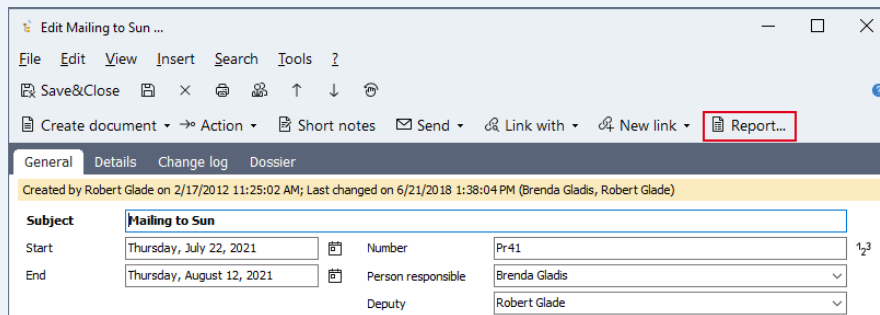 Edit Mailing to Sun ...
File Edit View Insert Search Tools ?
Save&Close
Create document Action Short notes Send Link with New link Report...
General Details Change log Dossier
Created by Robert Glade on 2/17/2012 11:25:02 AM; Last changed on 6/21/2018 1:38:04 PM (Brenda Gladis, Robert Glade)
Subject Mailing to Sun
Start Thursday, July 22, 2021 Number Pr41 123
End Thursday, August 12, 2021 Person responsible Brenda Gladis
Deputy Robert Glade